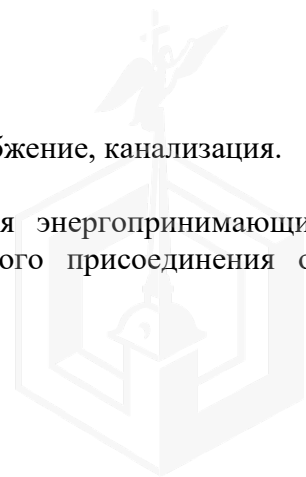 бжение, канализация.
я энергопринимающи
ого присоединения о